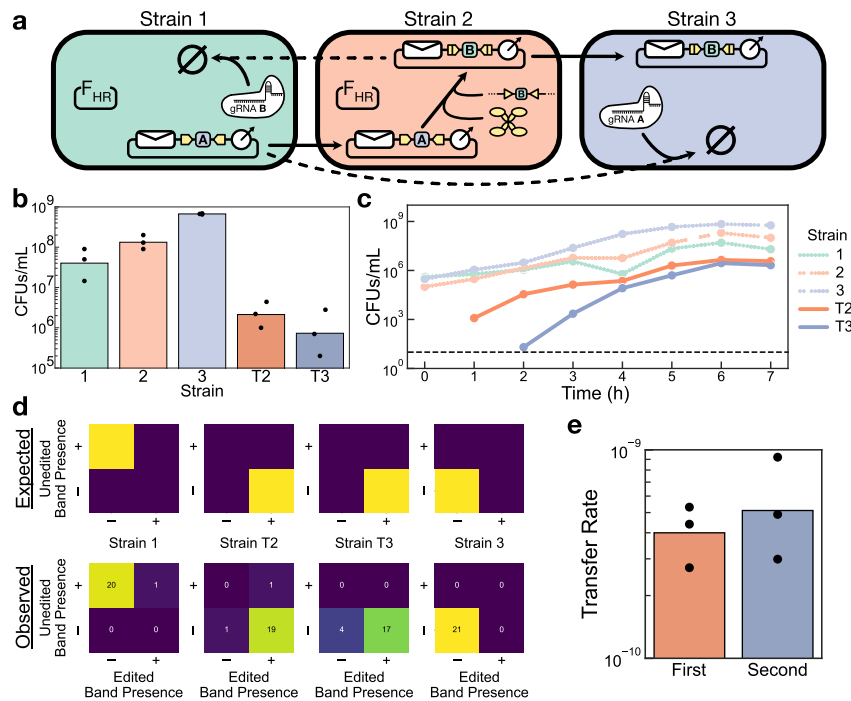 a
Strain 1
Strain 2
Strain 3
F HR
gRNA B
A
F HR
B
B
A
B
gRNA A
b
CFUs/mL
10^9
10^8
10^7
10^6
10^5
1
2
3
T2
T3
Strain
c
CFUs/mL
10^9
10^6
10^3
10^0
0
1
2
3
4
5
6
7
Time (h)
Strain
1
2
3
T2
T3
d
Expected
Unedited
Band Presence
+
−
− +
+
−
− +
+
−
− +
+
−
− +
Strain 1
Strain T2
Strain T3
Strain 3
Observed
Unedited
Band Presence
+ 20 1
− 0 0
− +
+ 0 1
− 1 19
− +
+ 0 0
− 4 17
− +
+ 0 0
− 21 0
− +
Edited
Band Presence
Edited
Band Presence
Edited
Band Presence
Edited
Band Presence
e
Transfer Rate
10^−9
10^−10
First
Second